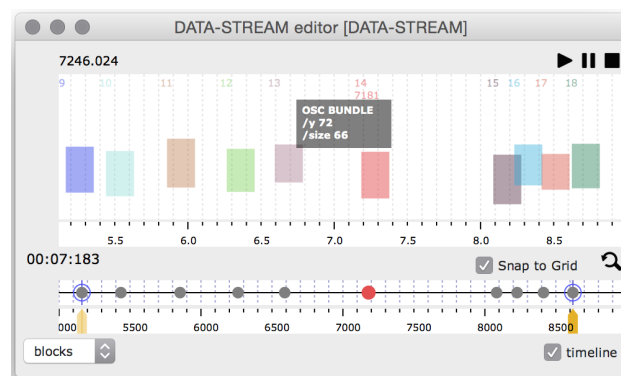 DATA-STREAM editor [DATA-STREAM]
7246.024
9 10 11 12 13 14 15 16 17 18
7181
OSC BUNDLE
/y 72
/size 66
5.5 6.0 6.5 7.0 7.5 8.0 8.5
00:07:183
Snap to Grid
000 5500 6000 6500 7000 7500 8000 8500
blocks
timeline